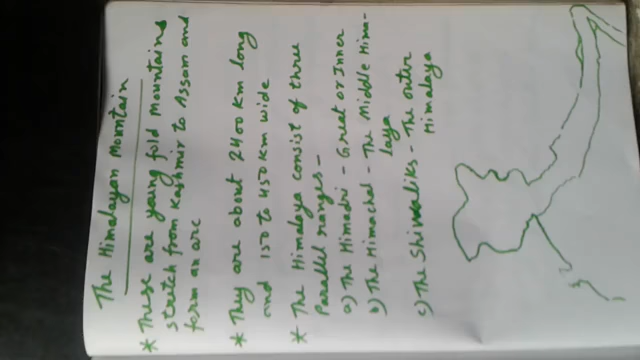 The Himalayan Mountain
* These are young fold Mountains
stretch from Kashmir to Assam and
form an arc
* They are about 2400 Km long
and 150 to 450 Km wide
* The Himalaya consist of three
Parallel ranges -
a) The Himadri - Great or Inner
b) The Himachal - The Middle Hima-
laya
c) The Shiwaliks - The outer
Himalaya